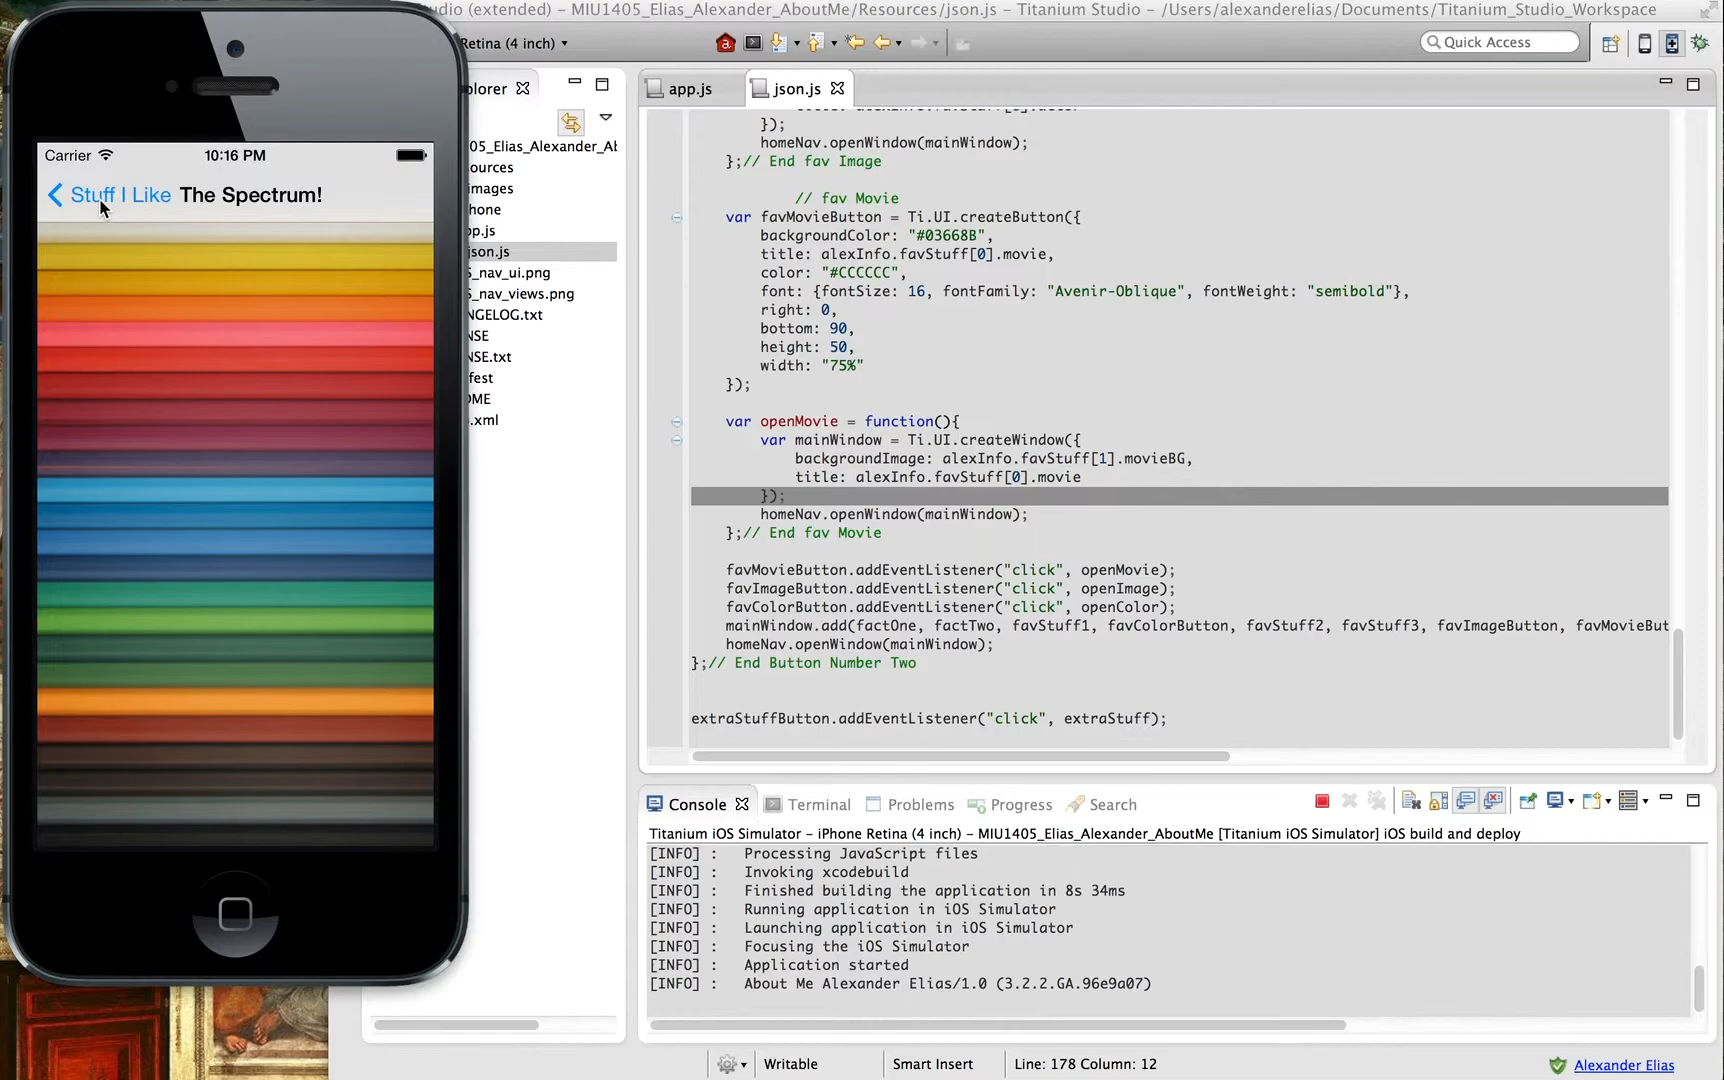 udio (extended) – MIU1405_Elias_Alexander_AboutMe/Resources/json.js – Titanium Studio – /Users/alexanderelias/Documents/Titanium_Studio_Workspace
Retina (4 inch)
Quick Access
plorer
app.js
json.js
Carrier
10:16 PM
Stuff I Like
The Spectrum!
05_Elias_Alexander_Ab
ources
images
hone
pp.js
json.js
S_nav_ui.png
S_nav_views.png
NGELOG.txt
NSE
NSE.txt
fest
OME
.xml
});
homeNav.openWindow(mainWindow);
};// End fav Image
// fav Movie
var favMovieButton = Ti.UI.createButton({
backgroundColor: "#03668B",
title: alexInfo.favStuff[0].movie,
color: "#CCCCCC",
font: {fontSize: 16, fontFamily: "Avenir-Oblique", fontWeight: "semibold"},
right: 0,
bottom: 90,
height: 50,
width: "75%"
});
var openMovie = function(){
var mainWindow = Ti.UI.createWindow({
backgroundImage: alexInfo.favStuff[1].movieBG,
title: alexInfo.favStuff[0].movie
});
homeNav.openWindow(mainWindow);
};// End fav Movie
favMovieButton.addEventListener("click", openMovie);
favImageButton.addEventListener("click", openImage);
favColorButton.addEventListener("click", openColor);
mainWindow.add(factOne, factTwo, favStuff1, favColorButton, favStuff2, favStuff3, favImageButton, favMovieBut
homeNav.openWindow(mainWindow);
};// End Button Number Two
extraStuffButton.addEventListener("click", extraStuff);
Console
Terminal
Problems
Progress
Search
Titanium iOS Simulator – iPhone Retina (4 inch) – MIU1405_Elias_Alexander_AboutMe [Titanium iOS Simulator] iOS build and deploy
[INFO] : Processing JavaScript files
[INFO] : Invoking xcodebuild
[INFO] : Finished building the application in 8s 34ms
[INFO] : Running application in iOS Simulator
[INFO] : Launching application in iOS Simulator
[INFO] : Focusing the iOS Simulator
[INFO] : Application started
[INFO] : About Me Alexander Elias/1.0 (3.2.2.GA.96e9a07)
Writable
Smart Insert
Line: 178 Column: 12
Alexander Elias